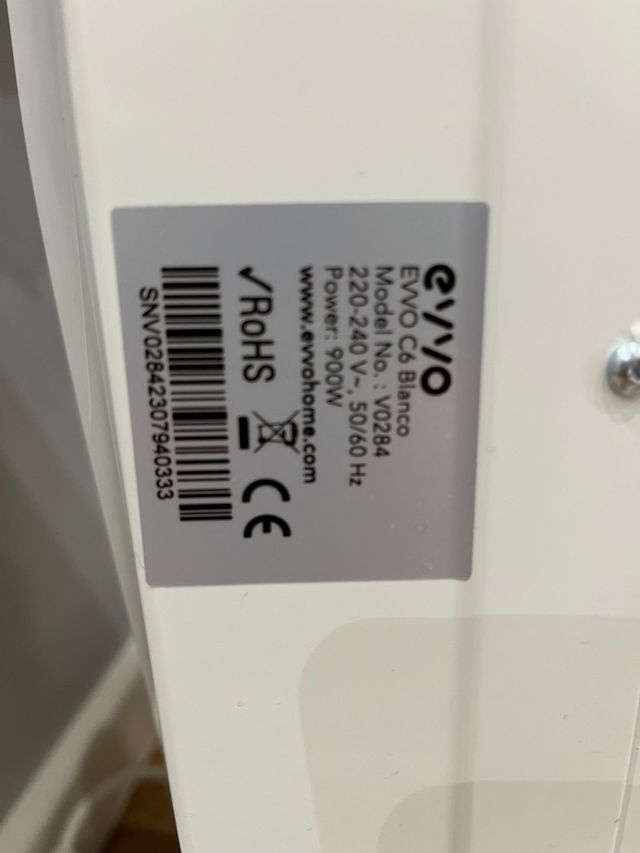 evvo
EVVO C6 Blanco
Model No. : V0284
220-240 V~, 50/60 Hz
Power: 900W
www.evvohome.com
✓RoHS CE
SNV02842307940333